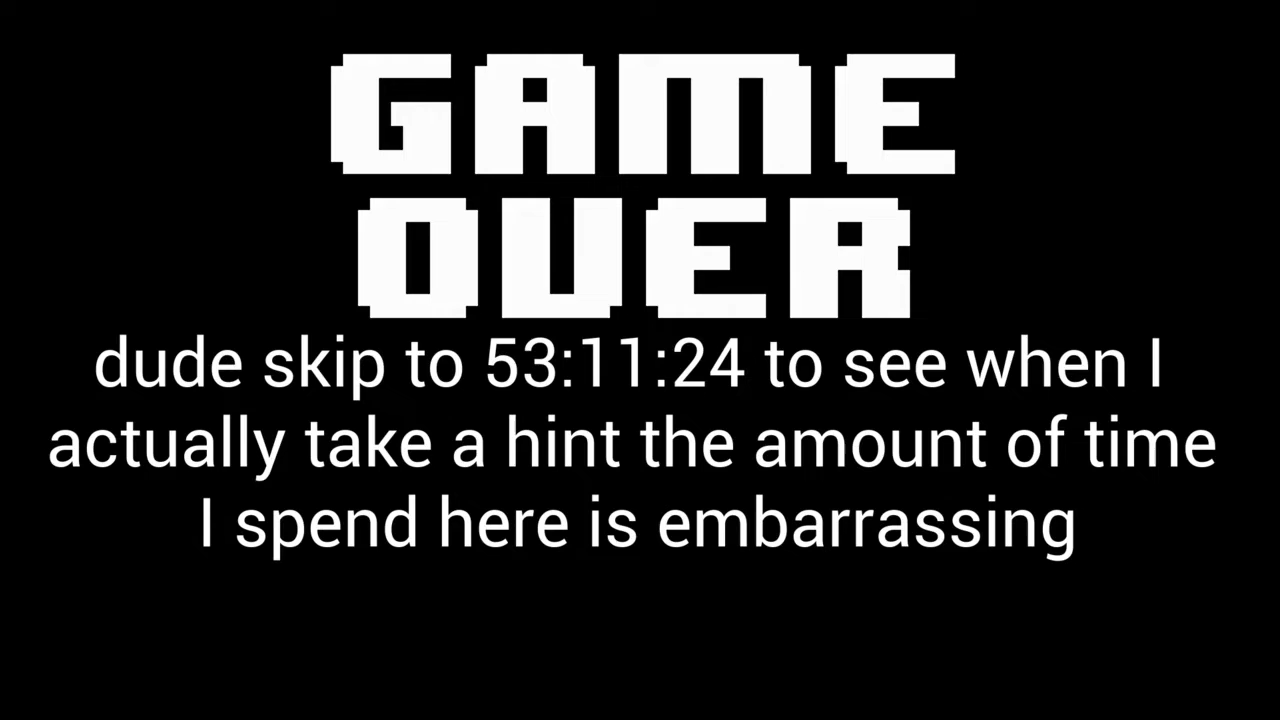 GAME
OVER
dude skip to 53:11:24 to see when I
actually take a hint the amount of time
I spend here is embarrassing